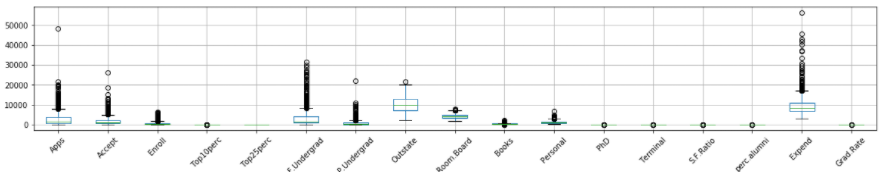 50000
40000
30000
20000
10000
0
Apps
Accept
Enroll
Top10perc
Top25perc
F.Undergrad
P.Undergrad
Outstate
Room.Board
Books
Personal
PhD
Terminal
S.F.Ratio
perc.alumni
Expend
Grad.Rate